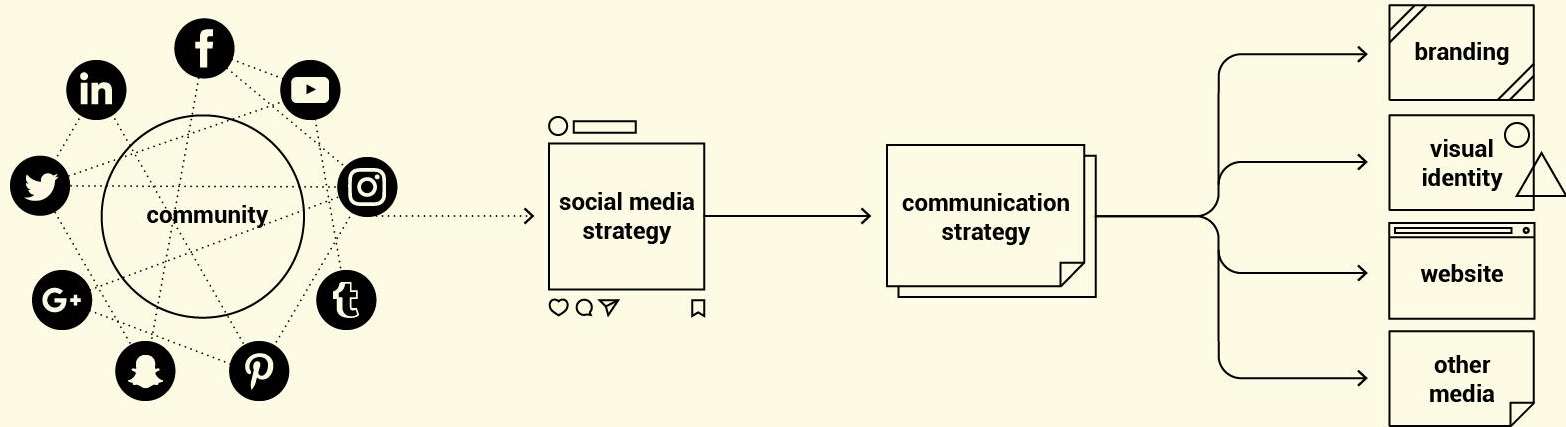 community
social media
strategy
communication
strategy
branding
visual
identity
website
other
media